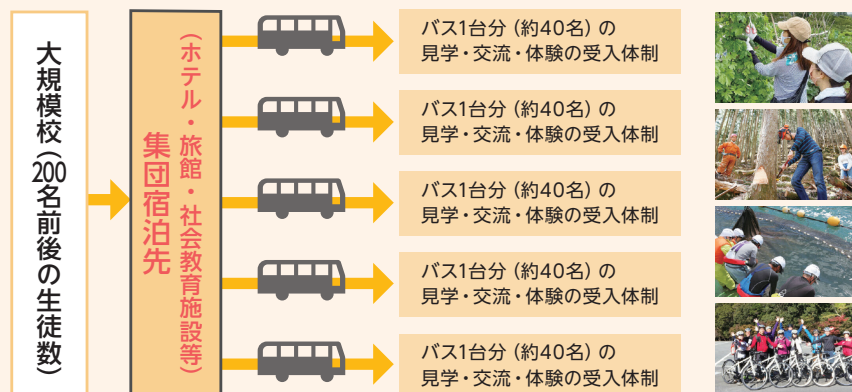 大規模校（200名前後の生徒数）
（ホテル・旅館・社会教育施設等）
集団宿泊先
バス1台分（約40名）の
見学・交流・体験の受入体制
バス1台分（約40名）の
見学・交流・体験の受入体制
バス1台分（約40名）の
見学・交流・体験の受入体制
バス1台分（約40名）の
見学・交流・体験の受入体制
バス1台分（約40名）の
見学・交流・体験の受入体制